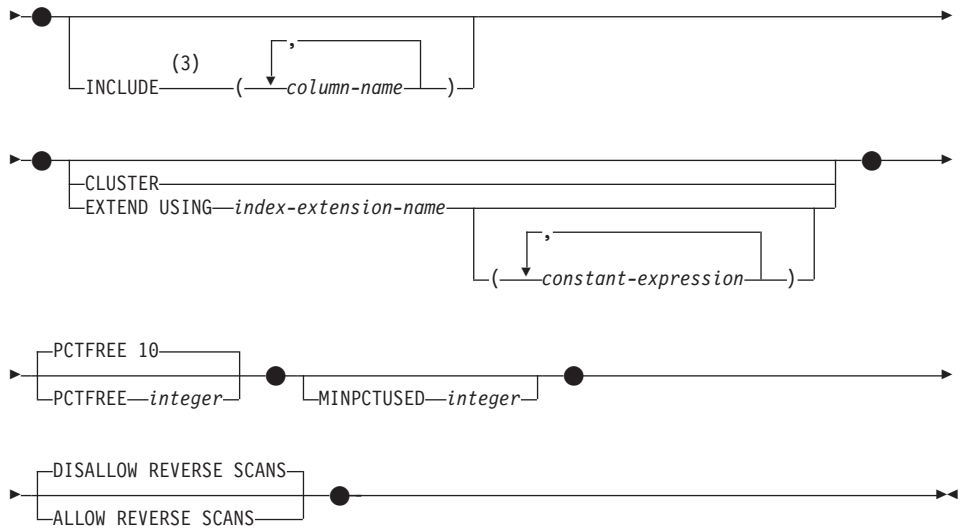 ,
(3)
INCLUDE ( column-name )
CLUSTER
EXTEND USING index-extension-name
,
( constant-expression )
PCTFREE 10
PCTFREE integer MINPCTUSED integer
DISALLOW REVERSE SCANS
ALLOW REVERSE SCANS